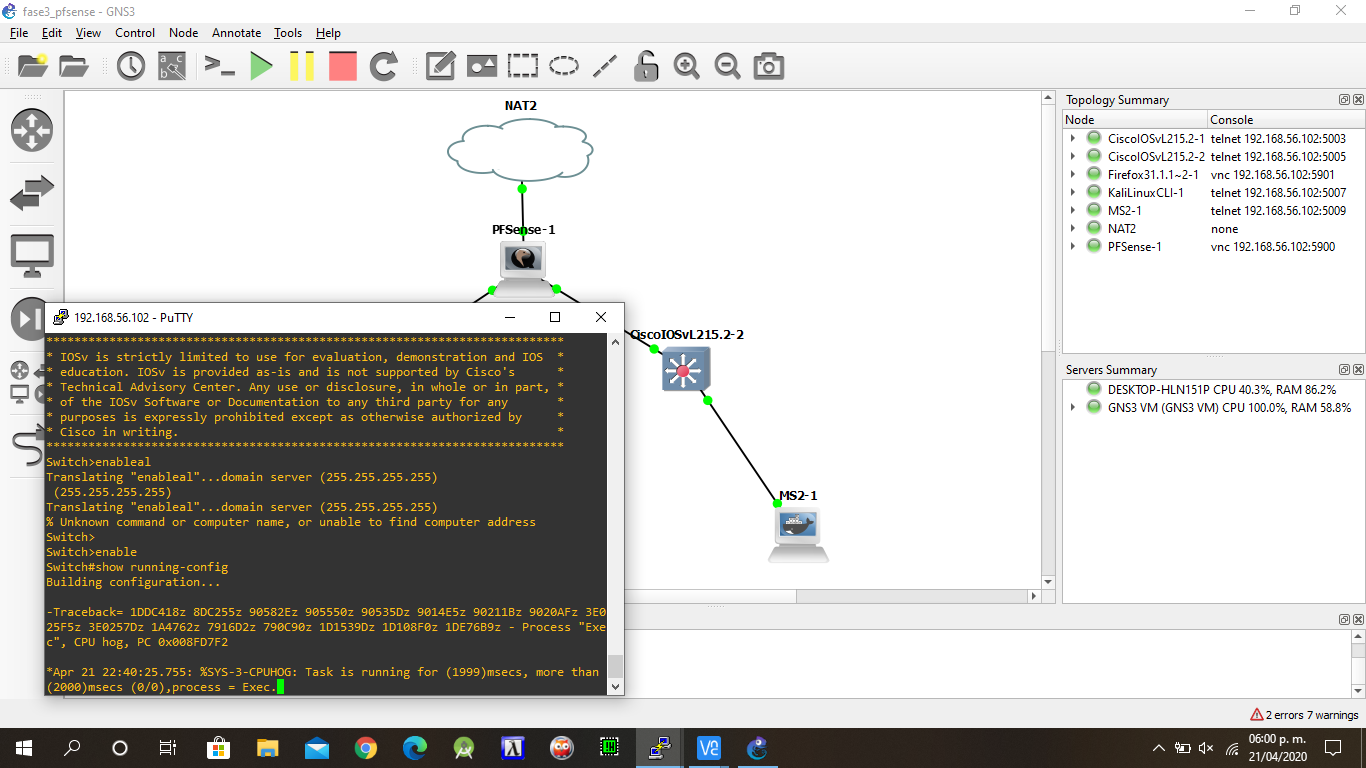 fase3_pfsense - GNS3
File Edit View Control Node Annotate Tools Help
NAT2
PFSense-1
CiscoIOSvL215.2-2
MS2-1
Topology Summary
Node Console
CiscoIOSvL215.2-1 telnet 192.168.56.102:5003
CiscoIOSvL215.2-2 telnet 192.168.56.102:5005
Firefox31.1.1~2-1 vnc 192.168.56.102:5901
KaliLinuxCLI-1 telnet 192.168.56.102:5007
MS2-1 telnet 192.168.56.102:5009
NAT2 none
PFSense-1 vnc 192.168.56.102:5900
Servers Summary
DESKTOP-HLN151P CPU 40.3%, RAM 86.2%
GNS3 VM (GNS3 VM) CPU 100.0%, RAM 58.8%
192.168.56.102 - PuTTY
**************************************************************************
* IOSv is strictly limited to use for evaluation, demonstration and IOS  *
* education. IOSv is provided as-is and is not supported by Cisco's      *
* Technical Advisory Center. Any use or disclosure, in whole or in part, *
* of the IOSv Software or Documentation to any third party for any       *
* purposes is expressly prohibited except as otherwise authorized by     *
* Cisco in writing.                                                      *
**************************************************************************
Switch>enableal
Translating "enableal"...domain server (255.255.255.255)
(255.255.255.255)
Translating "enableal"...domain server (255.255.255.255)
% Unknown command or computer name, or unable to find computer address
Switch>
Switch>enable
Switch#show running-config
Building configuration...
-Traceback= 1DDC418z 8DC255z 90582Ez 905550z 90535Dz 9014E5z 90211Bz 9020AFz 3E0
25F5z 3E0257Dz 1A4762z 7916D2z 790C90z 1D1539Dz 1D108F0z 1DE76B9z - Process "Exe
c", CPU hog, PC 0x008FD7F2
*Apr 21 22:40:25.755: %SYS-3-CPUHOG: Task is running for (1999)msecs, more than
(2000)msecs (0/0),process = Exec.
2 errors 7 warnings
06:00 p. m.
21/04/2020